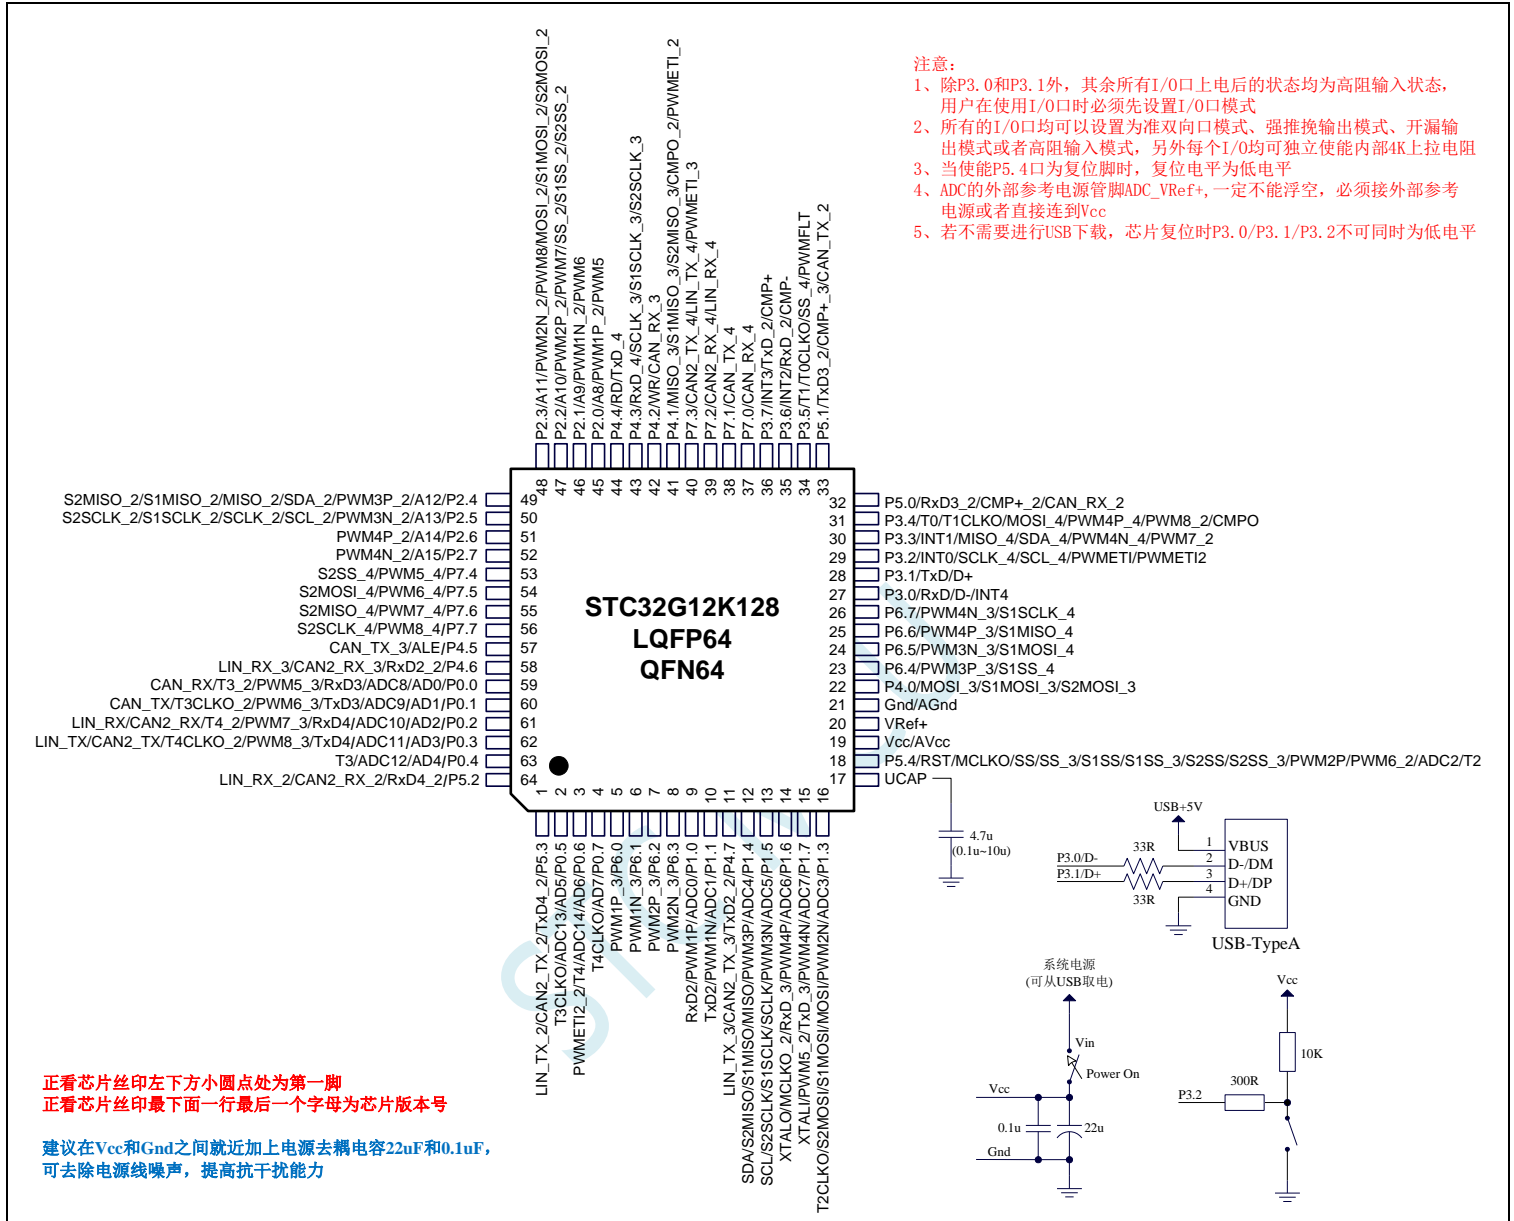 注意:
1、除P3.0和P3.1外，其余所有I/O口上电后的状态均为高阻输入状态，
用户在使用I/O口时必须先设置I/O口模式
2、所有的I/O口均可以设置为准双向口模式、强推挽输出模式、开漏输
出模式或者高阻输入模式，另外每个I/O均可独立使能内部4K上拉电阻
3、当使能P5.4口为复位脚时，复位电平为低电平
4、ADC的外部参考电源管脚ADC_VRef+,一定不能浮空，必须接外部参考
电源或者直接连到Vcc
5、若不需要进行USB下载，芯片复位时P3.0/P3.1/P3.2不可同时为低电平
P2.3/A11/PWM2N_2/PWM8/MOSI_2/S1MOSI_2/S2MOSI_2
P2.2/A10/PWM2P_2/PWM7/SS_2/S1SS_2/S2SS_2
P2.1/A9/PWM1N_2/PWM6
P2.0/A8/PWM1P_2/PWM5
P4.4/RD/TxD_4
P4.3/RxD_4/SCLK_3/S1SCLK_3/S2SCLK_3
P4.2/WR/CAN_RX_3
P4.1/MISO_3/S1MISO_3/S2MISO_3/CMPO_2/PWMETI_2
P7.3/CAN2_TX_4/LIN_TX_4/PWMETI_3
P7.2/CAN2_RX_4/LIN_RX_4
P7.1/CAN_TX_4
P7.0/CAN_RX_4
P3.7/INT3/TxD_2/CMP+
P3.6/INT2/RxD_2/CMP-
P3.5/T1/T0CLKO/SS_4/PWMFLT
P5.1/TxD3_2/CMP+_3/CAN_TX_2
48 47 46 45 44 43 42 41 40 39 38 37 36 35 34 33
S2MISO_2/S1MISO_2/MISO_2/SDA_2/PWM3P_2/A12/P2.4 49
S2SCLK_2/S1SCLK_2/SCLK_2/SCL_2/PWM3N_2/A13/P2.5 50
PWM4P_2/A14/P2.6 51
PWM4N_2/A15/P2.7 52
S2SS_4/PWM5_4/P7.4 53
S2MOSI_4/PWM6_4/P7.5 54
S2MISO_4/PWM7_4/P7.6 55
S2SCLK_4/PWM8_4/P7.7 56
CAN_TX_3/ALE/P4.5 57
LIN_RX_3/CAN2_RX_3/RxD2_2/P4.6 58
CAN_RX/T3_2/PWM5_3/RxD3/ADC8/AD0/P0.0 59
CAN_TX/T3CLKO_2/PWM6_3/TxD3/ADC9/AD1/P0.1 60
LIN_RX/CAN2_RX/T4_2/PWM7_3/RxD4/ADC10/AD2/P0.2 61
LIN_TX/CAN2_TX/T4CLKO_2/PWM8_3/TxD4/ADC11/AD3/P0.3 62
T3/ADC12/AD4/P0.4 63
LIN_RX_2/CAN2_RX_2/RxD4_2/P5.2 64
STC32G12K128
LQFP64
QFN64
32 P5.0/RxD3_2/CMP+_2/CAN_RX_2
31 P3.4/T0/T1CLKO/MOSI_4/PWM4P_4/PWM8_2/CMPO
30 P3.3/INT1/MISO_4/SDA_4/PWM4N_4/PWM7_2
29 P3.2/INT0/SCLK_4/SCL_4/PWMETI/PWMETI2
28 P3.1/TxD/D+
27 P3.0/RxD/D-/INT4
26 P6.7/PWM4N_3/S1SCLK_4
25 P6.6/PWM4P_3/S1MISO_4
24 P6.5/PWM3N_3/S1MOSI_4
23 P6.4/PWM3P_3/S1SS_4
22 P4.0/MOSI_3/S1MOSI_3/S2MOSI_3
21 Gnd/AGnd
20 VRef+
19 Vcc/AVcc
18 P5.4/RST/MCLKO/SS/SS_3/S1SS/S1SS_3/S2SS/S2SS_3/PWM2P/PWM6_2/ADC2/T2
17 UCAP
1 2 3 4 5 6 7 8 9 10 11 12 13 14 15 16
LIN_TX_2/CAN2_TX_2/TxD4_2/P5.3
T3CLKO/ADC13/AD5/P0.5
PWMETI2_2/T4/ADC14/AD6/P0.6
T4CLKO/AD7/P0.7
PWM1P_3/P6.0
PWM1N_3/P6.1
PWM2P_3/P6.2
PWM2N_3/P6.3
RxD2/PWM1P/ADC0/P1.0
TxD2/PWM1N/ADC1/P1.1
LIN_TX_3/CAN2_TX_3/TxD2_2/P4.7
SDA/S2MISO/S1MISO/MISO/PWM3P/ADC4/P1.4
SCL/S2SCLK/S1SCLK/SCLK/PWM3N/ADC5/P1.5
XTALO/MCLKO_2/RxD_3/PWM4P/ADC6/P1.6
XTALI/PWM5_2/TxD_3/PWM4N/ADC7/P1.7
T2CLKO/S2MOSI/S1MOSI/MOSI/PWM2N/ADC3/P1.3
4.7u
(0.1u~10u)
USB+5V
P3.0/D-
P3.1/D+
33R
33R
1 VBUS
2 D-/DM
3 D+/DP
4 GND
USB-TypeA
系统电源
(可从USB取电)
Vin
Power On
Vcc
0.1u
22u
Gnd
Vcc
10K
300R
P3.2
正看芯片丝印左下方小圆点处为第一脚
正看芯片丝印最下面一行最后一个字母为芯片版本号
建议在Vcc和Gnd之间就近加上电源去耦电容22uF和0.1uF，
可去除电源线噪声，提高抗干扰能力